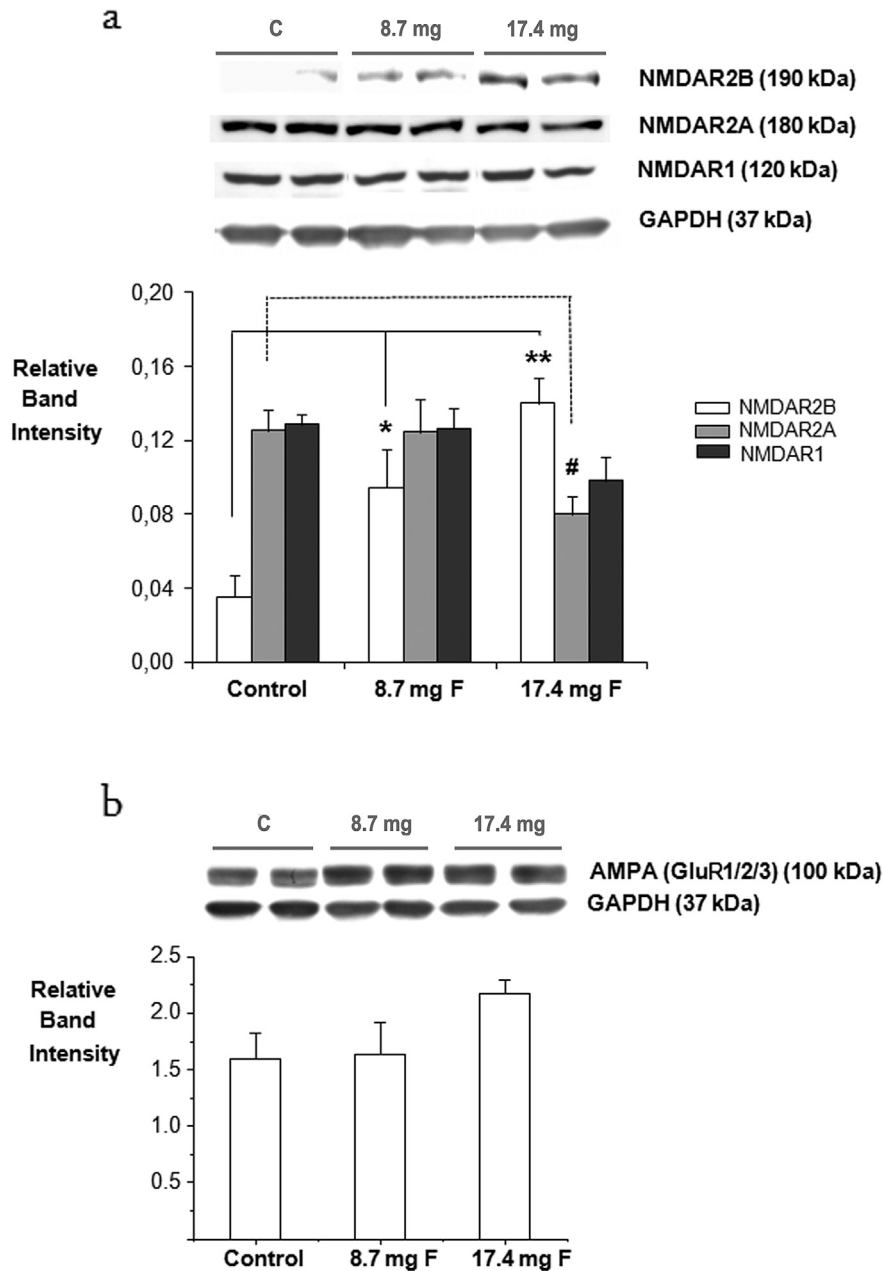 a
C 8.7 mg 17.4 mg
NMDAR2B (190 kDa)
NMDAR2A (180 kDa)
NMDAR1 (120 kDa)
GAPDH (37 kDa)
0,20
0,16
0,12
0,08
0,04
0,00
Relative
Band
Intensity
*
**
#
NMDAR2B
NMDAR2A
NMDAR1
Control 8.7 mg F 17.4 mg F
b
C 8.7 mg 17.4 mg
AMPA (GluR1/2/3) (100 kDa)
GAPDH (37 kDa)
2.5
2.0
1.5
1.0
0.5
Relative
Band
Intensity
Control 8.7 mg F 17.4 mg F